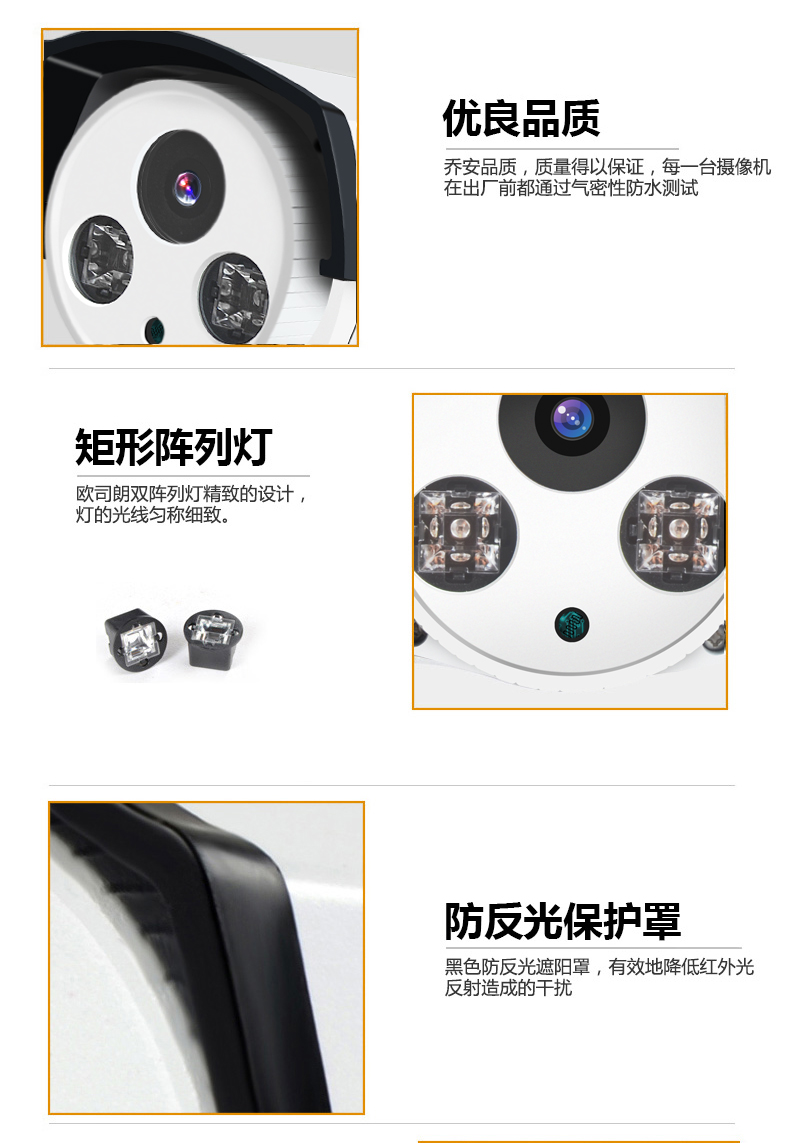 优良品质
乔安品质，质量得以保证，每一台摄像机
在出厂前都通过气密性防水测试
矩形阵列灯
欧司朗双阵列灯精致的设计，
灯的光线匀称细致。
防反光保护罩
黑色防反光遮阳罩，有效地降低红外光
反射造成的干扰